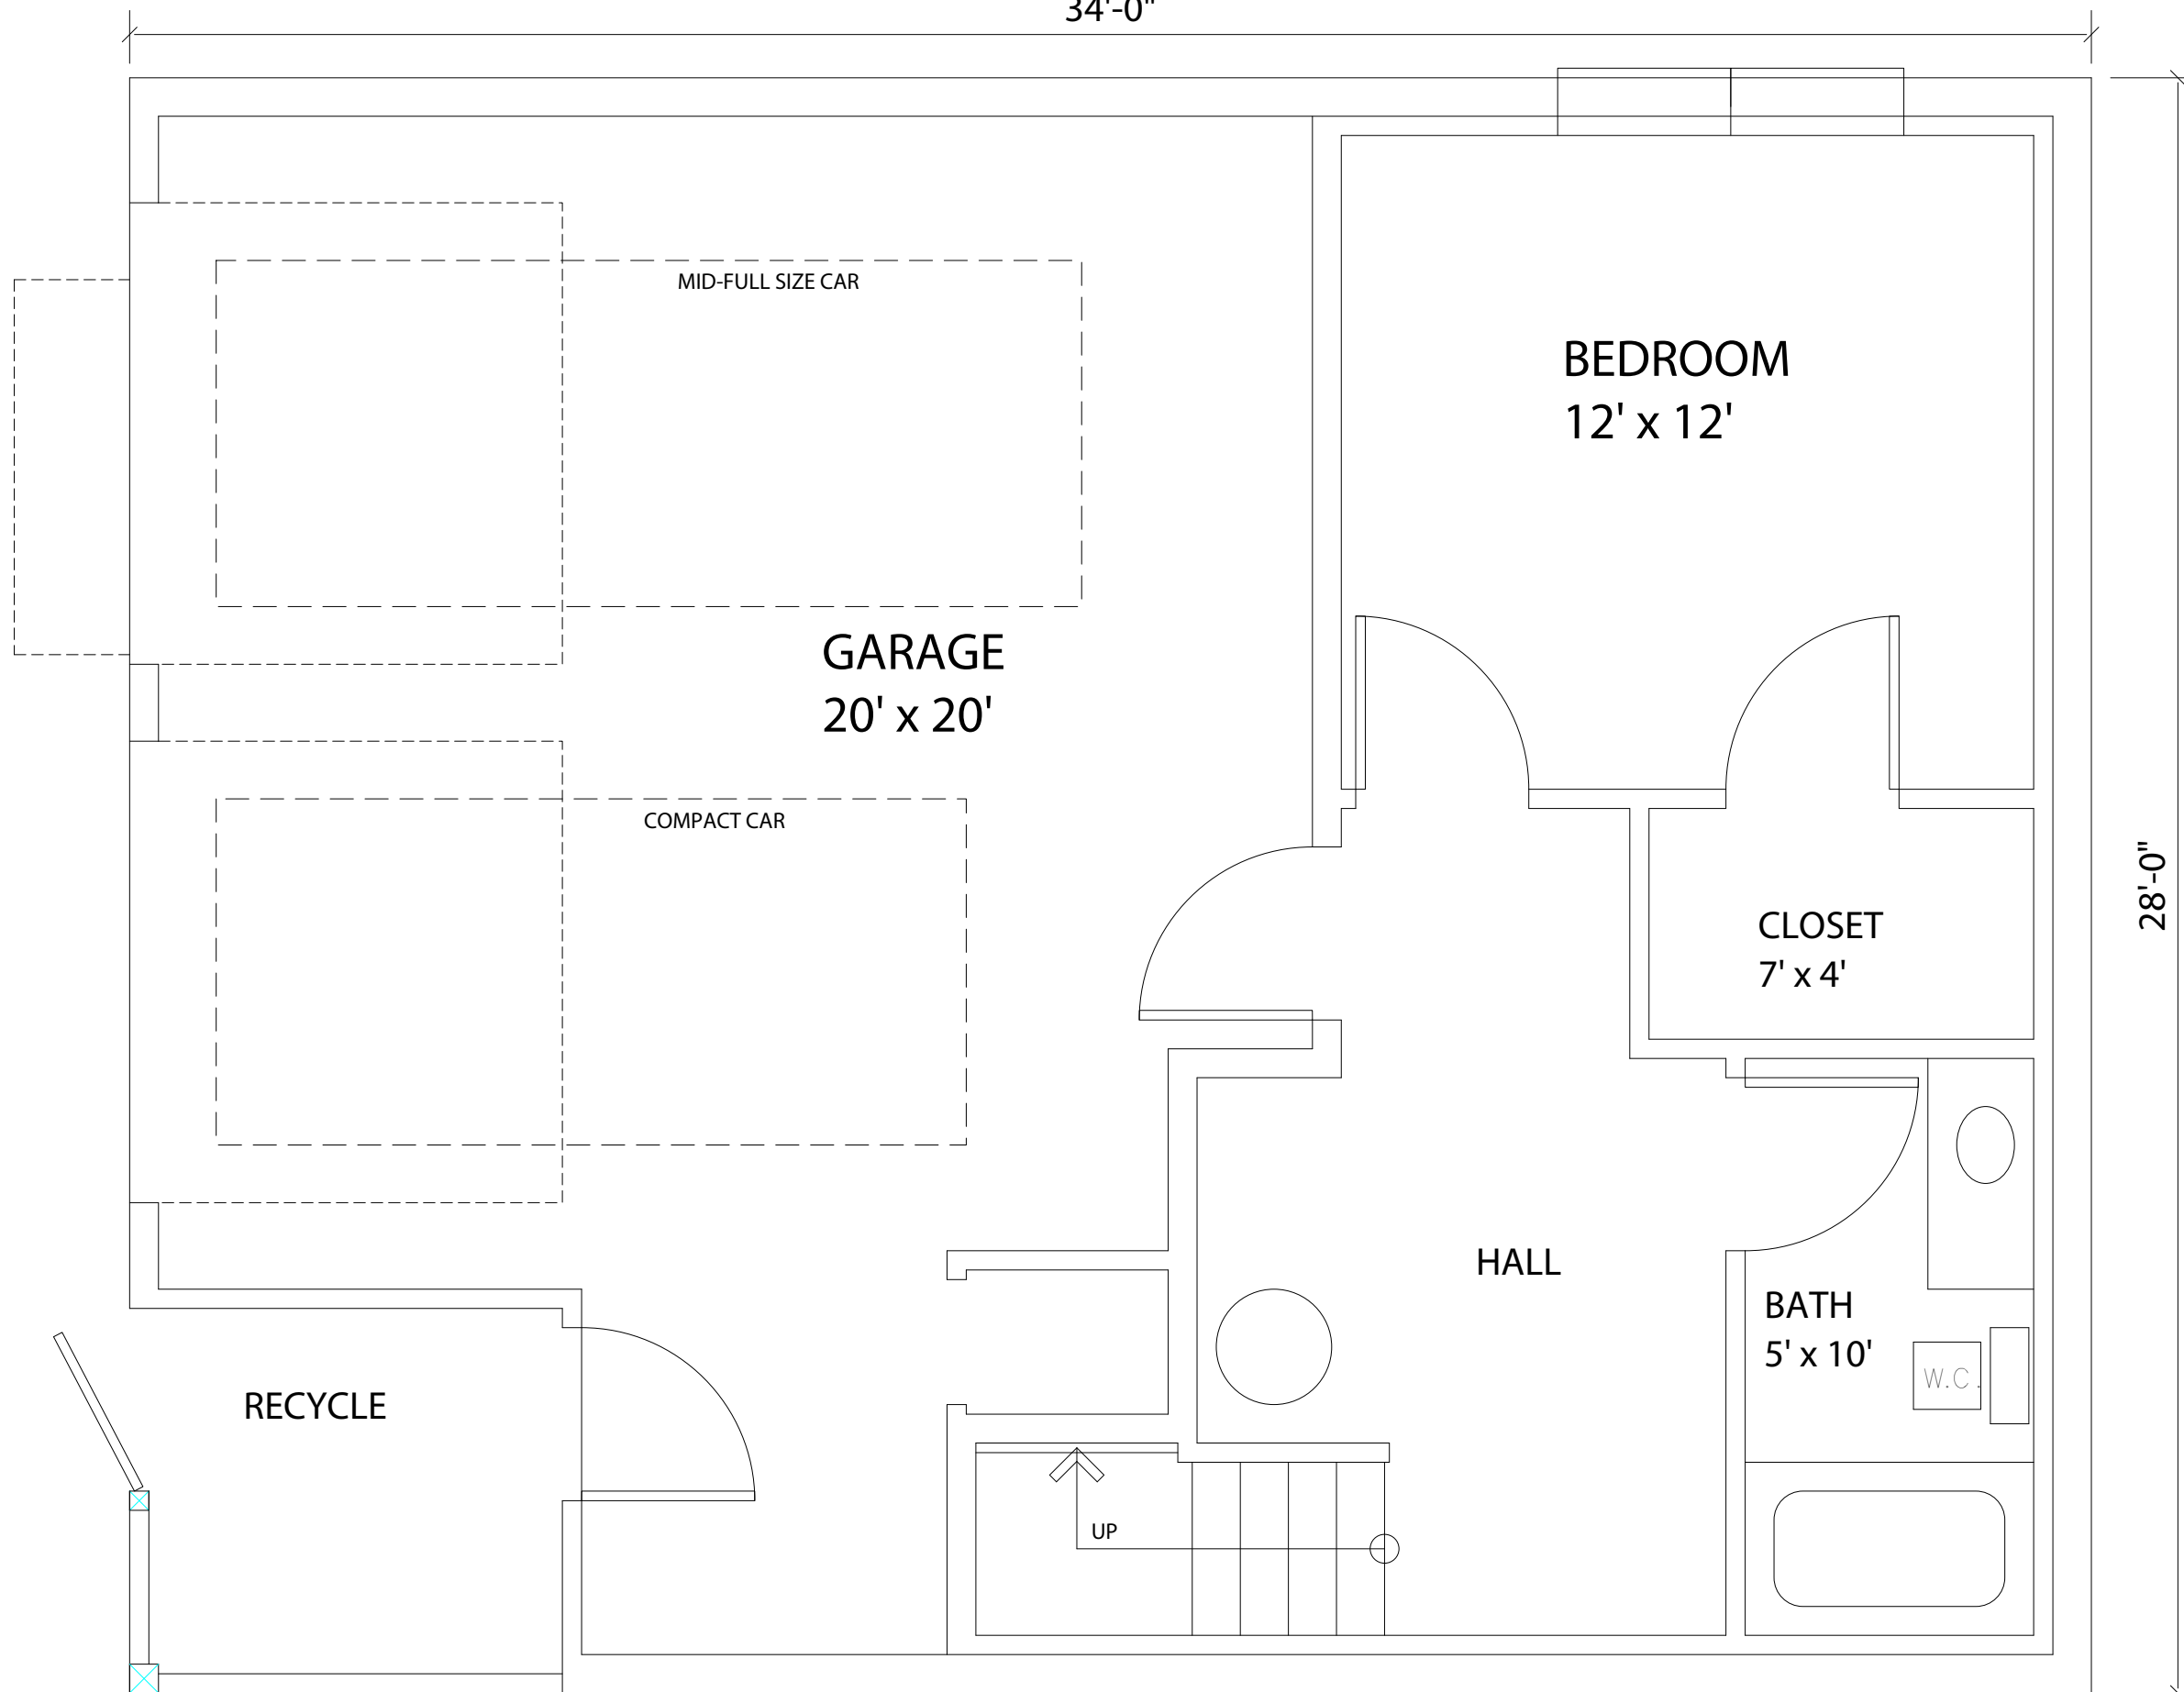 34'-0"
MID-FULL SIZE CAR
BEDROOM
12' x 12'
GARAGE
20' x 20'
COMPACT CAR
28'-0"
CLOSET
7' x 4'
HALL
BATH
5' x 10'
W.C.
RECYCLE
UP